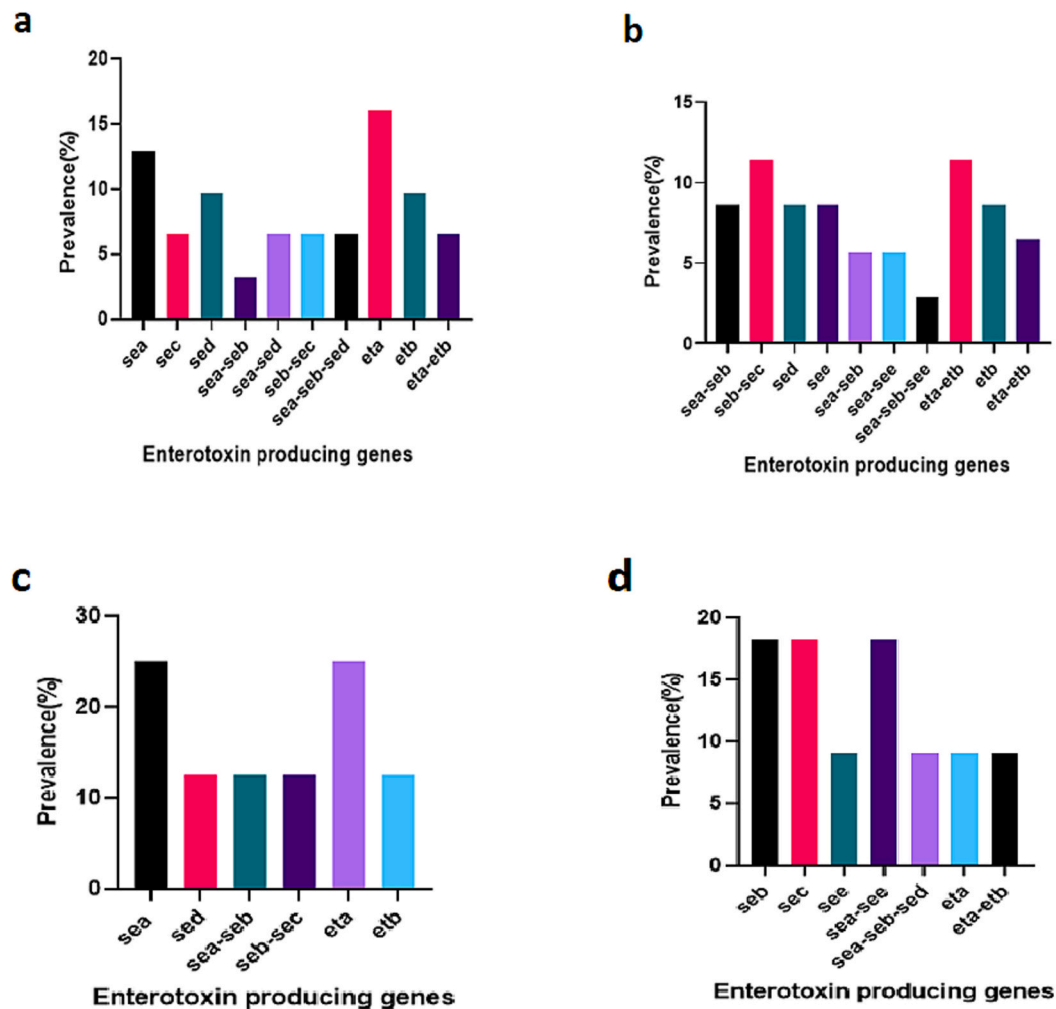 a
20
15
10
5
0
Prevalence(%)
sea
sec
sed
sea-seb
sea-sed
seb-sec
sea-seb-sed
eta
etb
eta-etb
Enterotoxin producing genes
b
15
10
5
0
Prevalence(%)
sea-seb
seb-sec
sed
see
sea-seb
sea-see
sea-seb-see
eta-etb
etb
eta-etb
Enterotoxin producing genes
c
30
20
10
0
Prevalence(%)
sea
sed
sea-seb
seb-sec
eta
etb
Enterotoxin producing genes
d
20
15
10
5
0
Prevalence(%)
seb
sec
see
sea-see
sea-seb-sed
eta
eta-etb
Enterotoxin producing genes